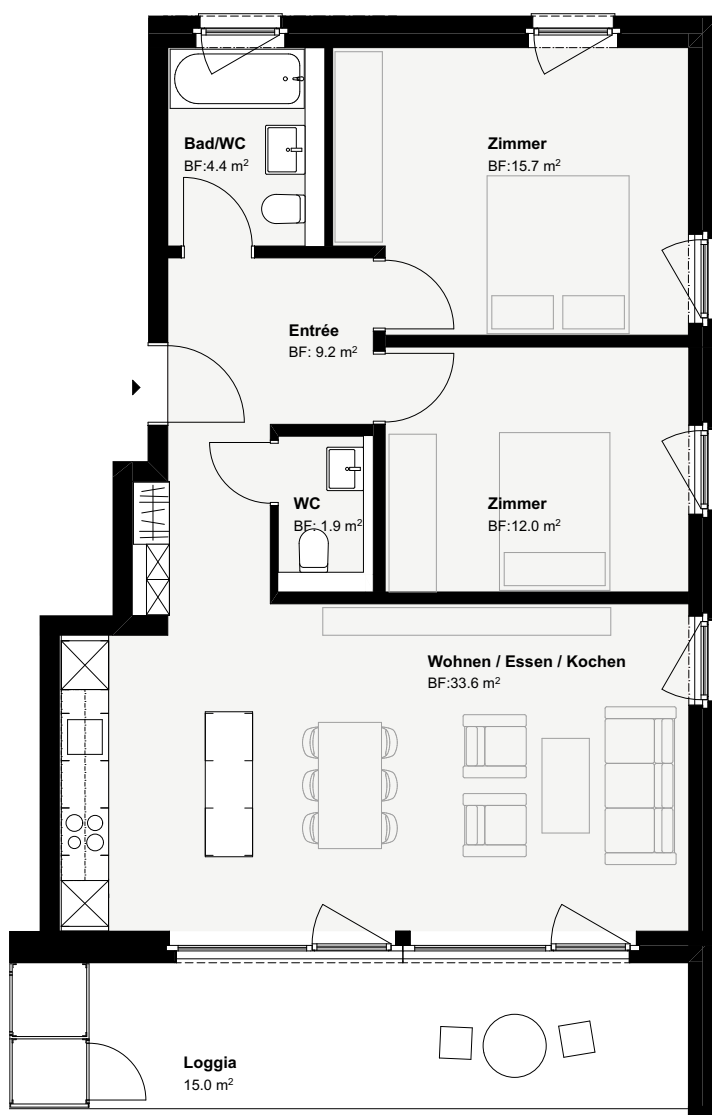 Bad/WC
BF:4.4 m²
Zimmer
BF:15.7 m²
Entrée
BF: 9.2 m²
WC
BF: 1.9 m²
Zimmer
BF:12.0 m²
Wohnen / Essen / Kochen
BF:33.6 m²
Loggia
15.0 m²